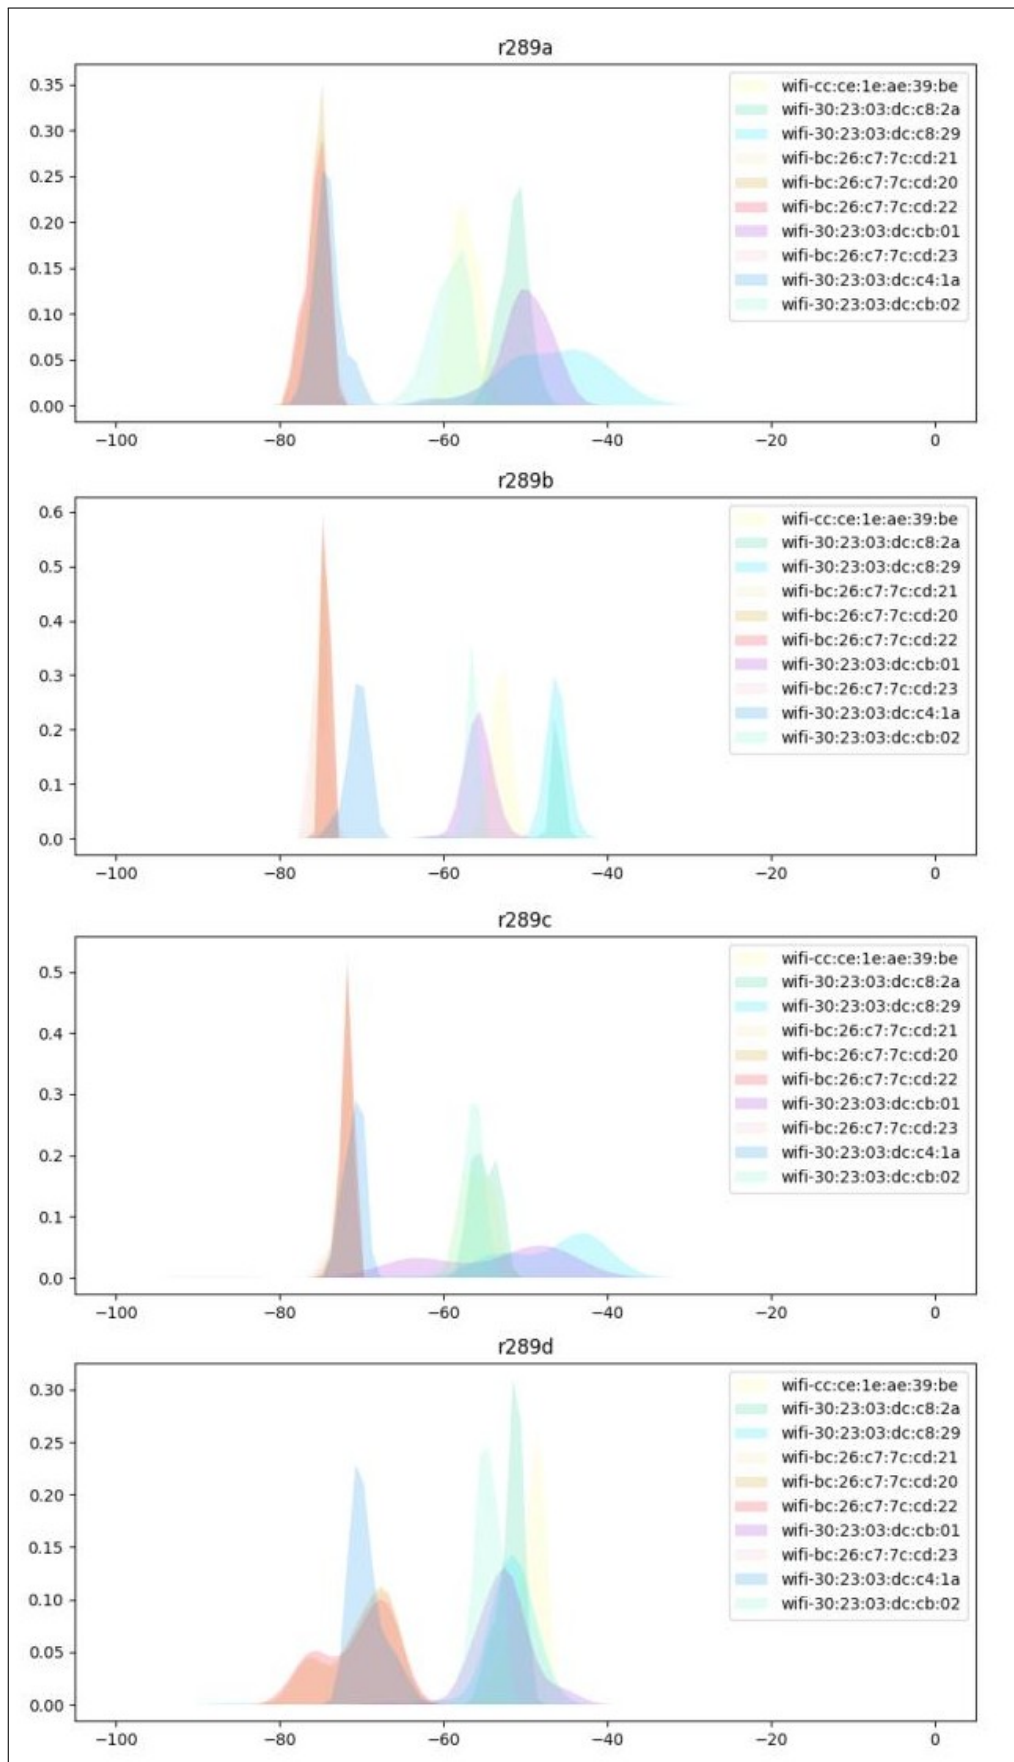 r289a
0.35
0.30
0.25
0.20
0.15
0.10
0.05
0.00
wifi-cc:ce:1e:ae:39:be
wifi-30:23:03:dc:c8:2a
wifi-30:23:03:dc:c8:29
wifi-bc:26:c7:7c:cd:21
wifi-bc:26:c7:7c:cd:20
wifi-bc:26:c7:7c:cd:22
wifi-30:23:03:dc:cb:01
wifi-bc:26:c7:7c:cd:23
wifi-30:23:03:dc:c4:1a
wifi-30:23:03:dc:cb:02
−100 −80 −60 −40 −20 0
r289b
0.6
0.5
0.4
0.3
0.2
0.1
0.0
wifi-cc:ce:1e:ae:39:be
wifi-30:23:03:dc:c8:2a
wifi-30:23:03:dc:c8:29
wifi-bc:26:c7:7c:cd:21
wifi-bc:26:c7:7c:cd:20
wifi-bc:26:c7:7c:cd:22
wifi-30:23:03:dc:cb:01
wifi-bc:26:c7:7c:cd:23
wifi-30:23:03:dc:c4:1a
wifi-30:23:03:dc:cb:02
−100 −80 −60 −40 −20 0
r289c
0.5
0.4
0.3
0.2
0.1
0.0
wifi-cc:ce:1e:ae:39:be
wifi-30:23:03:dc:c8:2a
wifi-30:23:03:dc:c8:29
wifi-bc:26:c7:7c:cd:21
wifi-bc:26:c7:7c:cd:20
wifi-bc:26:c7:7c:cd:22
wifi-30:23:03:dc:cb:01
wifi-bc:26:c7:7c:cd:23
wifi-30:23:03:dc:c4:1a
wifi-30:23:03:dc:cb:02
−100 −80 −60 −40 −20 0
r289d
0.30
0.25
0.20
0.15
0.10
0.05
0.00
wifi-cc:ce:1e:ae:39:be
wifi-30:23:03:dc:c8:2a
wifi-30:23:03:dc:c8:29
wifi-bc:26:c7:7c:cd:21
wifi-bc:26:c7:7c:cd:20
wifi-bc:26:c7:7c:cd:22
wifi-30:23:03:dc:cb:01
wifi-bc:26:c7:7c:cd:23
wifi-30:23:03:dc:c4:1a
wifi-30:23:03:dc:cb:02
−100 −80 −60 −40 −20 0